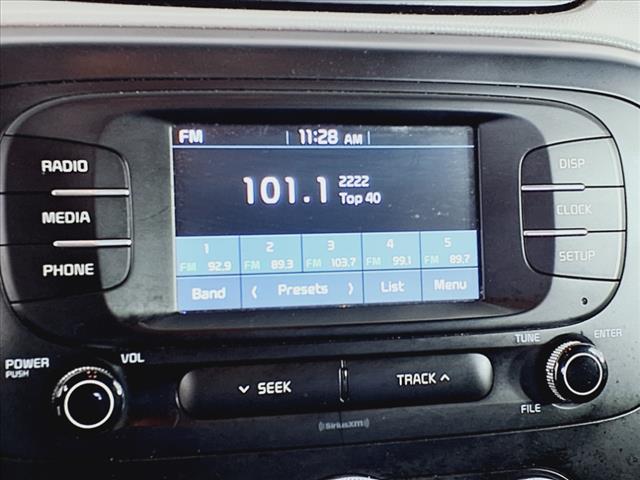 FM 11:28 AM
RADIO
MEDIA
PHONE
101.1 2222
Top 40
1 2 3 4 5
FM 92.9 FM 89.3 FM 103.7 FM 99.1 FM 89.7
Band ‹ Presets › List Menu
DISP
CLOCK
SETUP
POWER
PUSH
VOL
SEEK
TRACK
TUNE
ENTER
FILE
SiriusXM